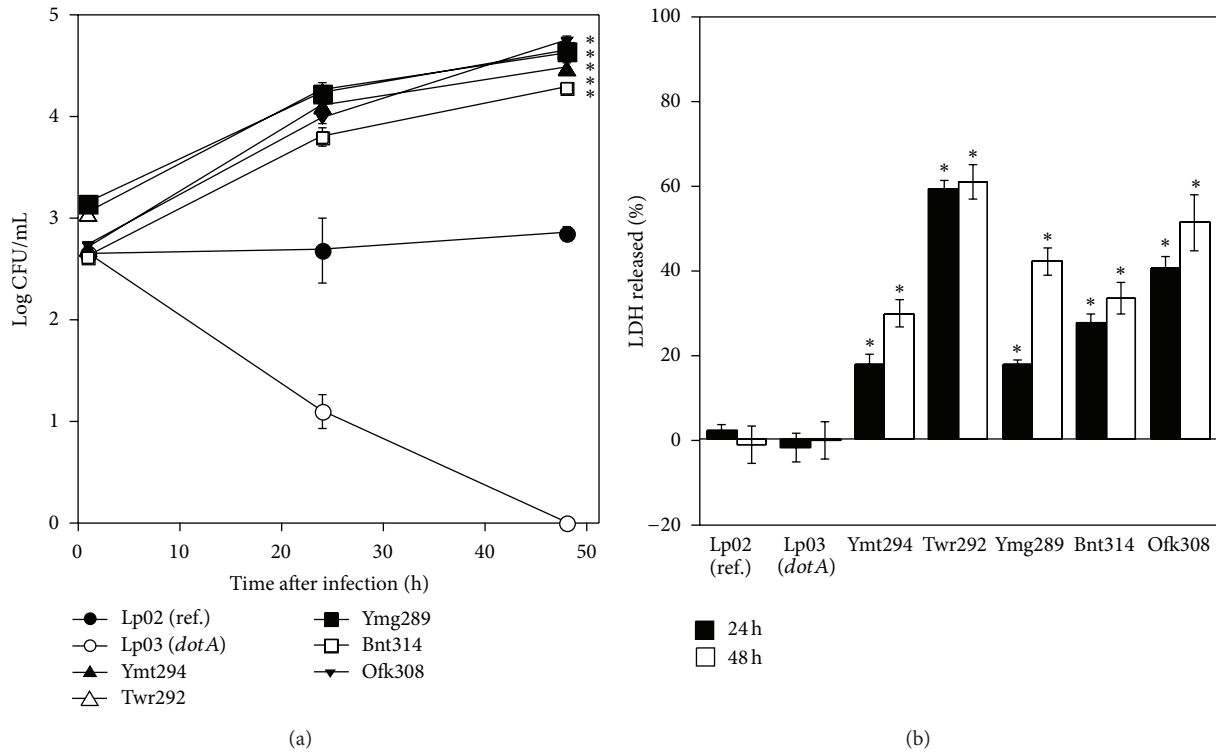 5
4
3
2
1
0
Log CFU/mL
*
*
*
*
*
0 10 20 30 40 50
Time after infection (h)
Lp02 (ref.)
Lp03 (dotA)
Ymt294
Twr292
Ymg289
Bnt314
Ofk308
(a)
100
80
60
40
20
0
−20
LDH released (%)
* * * * * * * * * *
Lp02 (ref.)
Lp03 (dotA)
Ymt294
Twr292
Ymg289
Bnt314
Ofk308
24 h
48 h
(b)